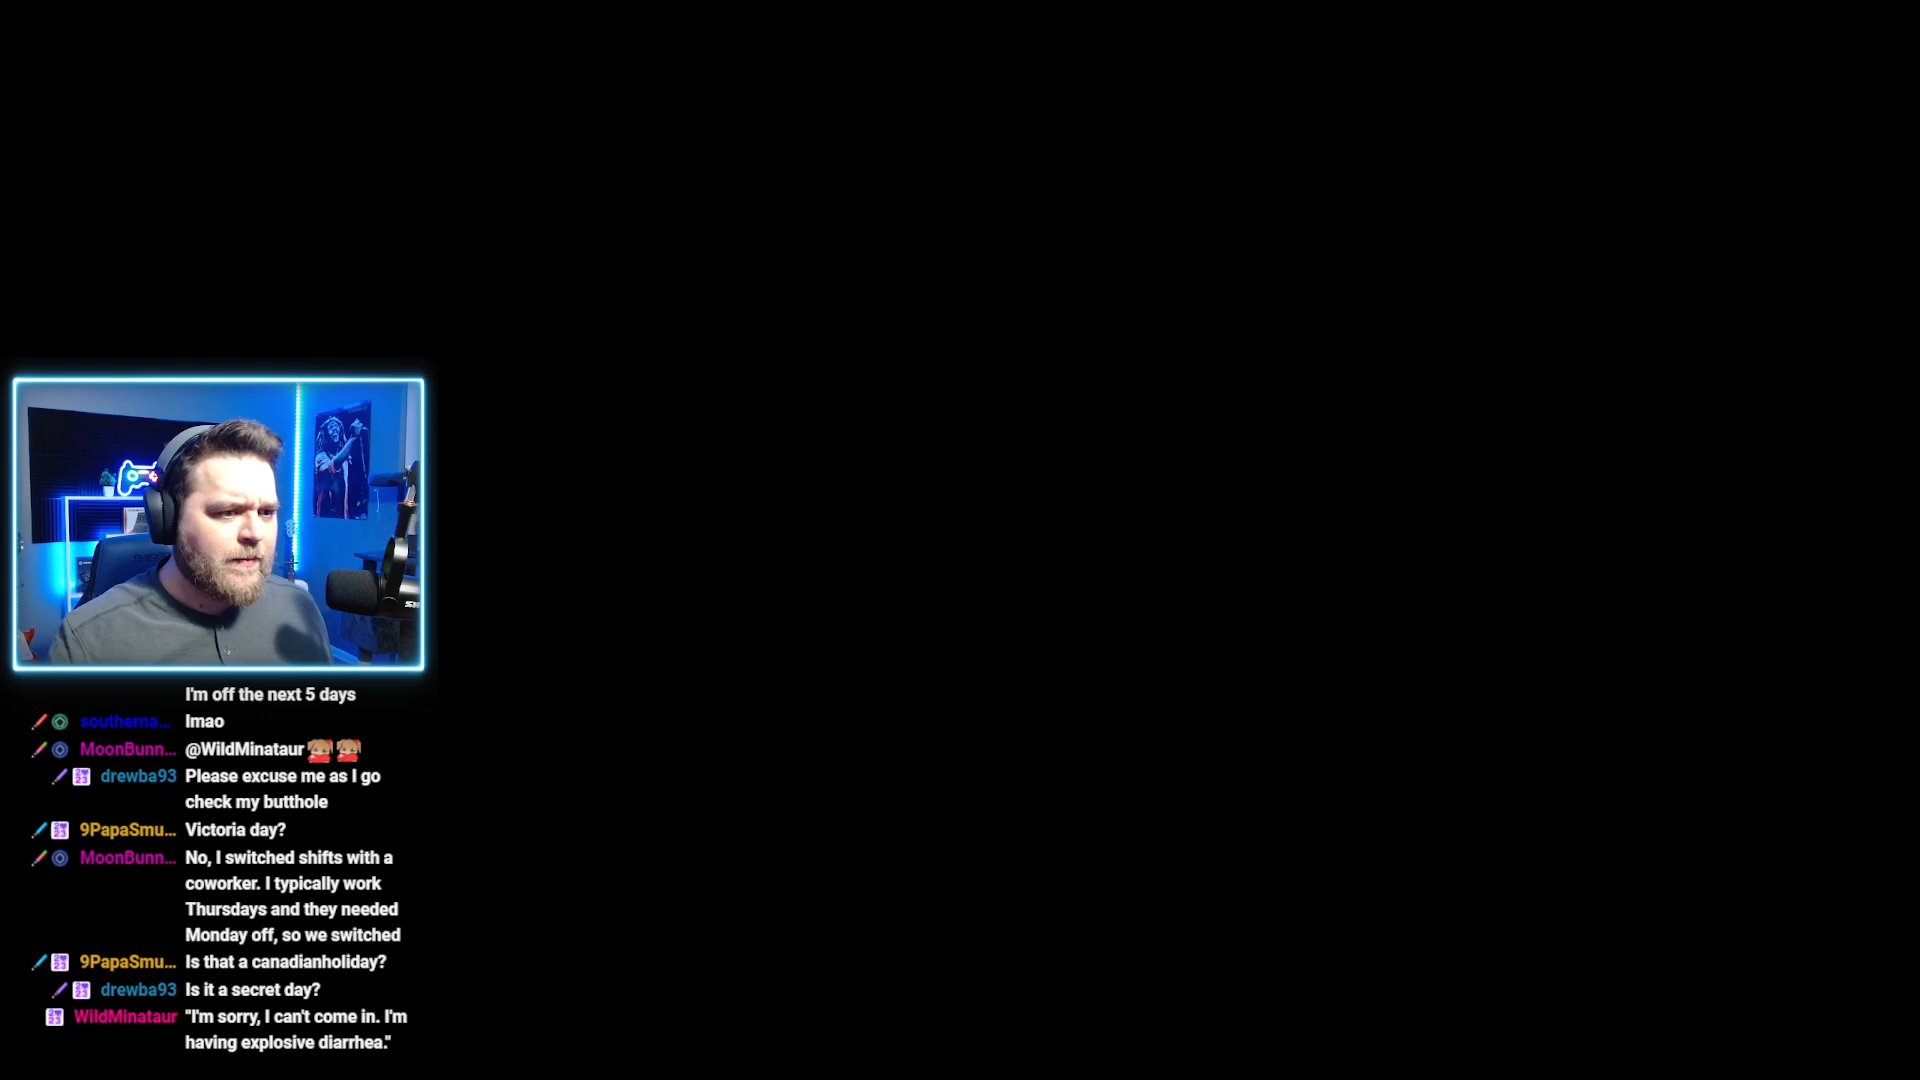 I'm off the next 5 days
southerna... lmao
MoonBunn... @WildMinataur
drewba93 Please excuse me as I go
check my butthole
9PapaSmu... Victoria day?
MoonBunn... No, I switched shifts with a
coworker. I typically work
Thursdays and they needed
Monday off, so we switched
9PapaSmu... Is that a canadianholiday?
drewba93 Is it a secret day?
WildMinataur "I'm sorry, I can't come in. I'm
having explosive diarrhea."